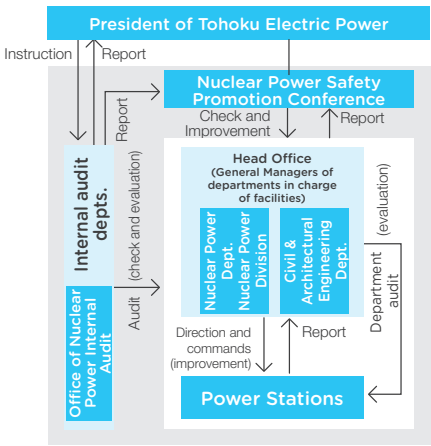 President of Tohoku Electric Power
Instruction
Report
Nuclear Power Safety
Promotion Conference
Report
Check and
Improvement
Report
Internal audit
depts.
Office of Nuclear
Power Internal
Audit
Audit (check and evaluation)
Head Office
(General Managers of
departments in charge
of facilities)
Nuclear Power
Dept.
Nuclear Power
Division
Civil &
Architectural
Engineering
Dept.
Department
audit
(evaluation)
Direction and
commands
(improvement)
Report
Power Stations